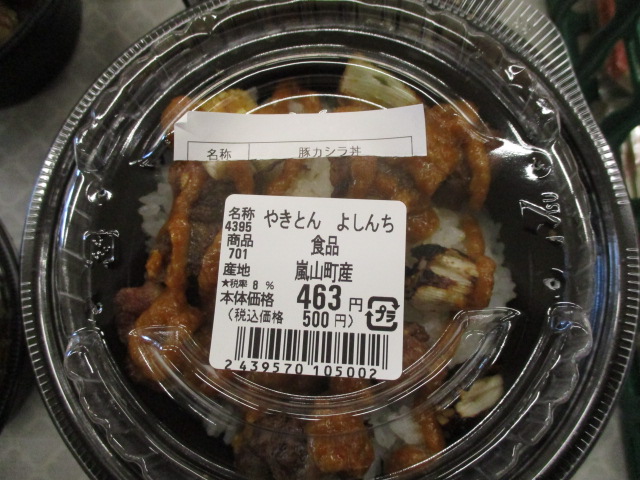 名称 豚カシラ丼
名称 やきとん よしんち
4395
商品 食品
701
産地 嵐山町産
★税率 8 %
本体価格 463円
(税込価格 500円)
プラ
2 439570 105002